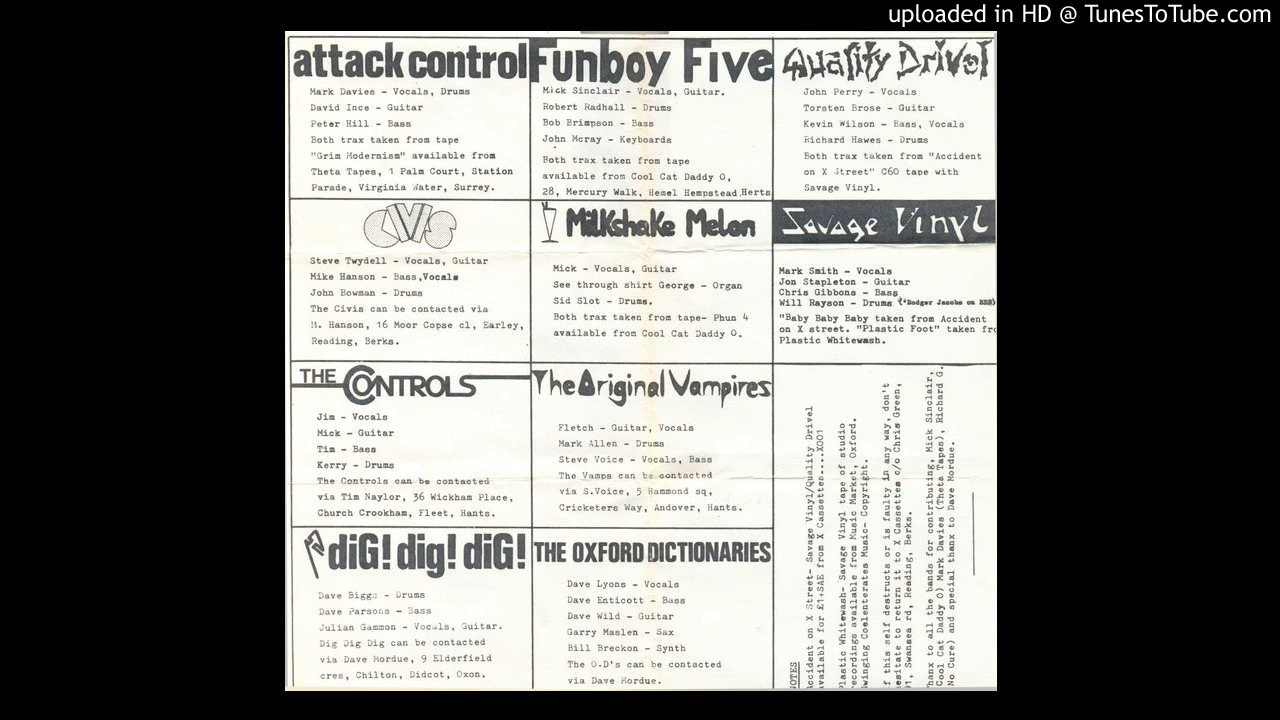 uploaded in HD @ TunesToTube.com
attack control
Mark Davies - Vocals, Drums
David Ince - Guitar
Peter Hill - Bass
Both trax taken from tape
"Grim Modernism" available from
Theta Tapes, 1 Palm Court, Station
Parade, Virginia Water, Surrey.
Funboy Five
Mick Sinclair - Vocals, Guitar.
Robert Radhall - Drums
Bob Brimpson - Bass
John Mcray - Keyboards
Both trax taken from tape
available from Cool Cat Daddy O,
28, Mercury Walk, Hemel Hempstead Herts
Quality Drivel
John Perry - Vocals
Torsten Brose - Guitar
Kevin Wilson - Bass, Vocals
Richard Hawes - Drums
Both trax taken from "Accident
on X Street" C60 tape with
Savage Vinyl.
CIVIS
Steve Twydell - Vocals, Guitar
Mike Hanson - Bass,Vocals
John Bowman - Drums
The Civis can be contacted via
M. Hanson, 16 Moor Copse cl, Earley,
Reading, Berks.
Milkshake Melon
Mick - Vocals, Guitar
See through shirt George - Organ
Sid Slot - Drums.
Both trax taken from tape- Phun 4
available from Cool Cat Daddy O.
Savage Vinyl
Mark Smith - Vocals
Jon Stapleton - Guitar
Chris Gibbons - Bass
Will Rayson - Drums ("Rodger Jacobs on BBB)
"Baby Baby Baby taken from Accident
on X street. "Plastic Foot" taken fro
Plastic Whitewash.
THE CONTROLS
Jim - Vocals
Mick - Guitar
Tim - Bass
Kerry - Drums
The Controls can be contacted
via Tim Naylor, 36 Wickham Place,
Church Crookham, Fleet, Hants.
The Original Vampires
Fletch - Guitar, Vocals
Mark Allen - Drums
Steve Voice - Vocals, Bass
The Vamps can be contacted
via S.Voice, 5 Hammond sq,
Cricketers Way, Andover, Hants.
diG! dig! diG!
Dave Biggs - Drums
Dave Parsons - Bass
Julian Gammon - Vocals, Guitar.
Dig Dig Dig can be contacted
via Dave Mordue, 9 Elderfield
cres, Chilton, Didcot, Oxon.
THE OXFORD DICTIONARIES
Dave Lyons - Vocals
Dave Enticott - Bass
Dave Wild - Guitar
Garry Maslen - Sax
Bill Breckon - Synth
The O.D's can be contacted
via Dave Mordue.
NOTES
Accident on X Street- Savage Vinyl/Quality Drivel
available for £1+SAE from X Cassettes....X001
Plastic Whitewash- Savage Vinyl tape of studio
recordings available from Music Market, Oxford.
Swinging Coelenterates Music- Copyright.
f this self destructs or is faulty in any way, don't
esitate to return it to X Cassettes c/o Chris Green,
91, Swansea rd, Reading, Berks.
Thanx to all the bands for contributing, Mick Sinclair,
Cool Cat Daddy O) Mark Davies (Theta Tapes), Richard G.
No Cure) and special thanx to Dave Mordue.